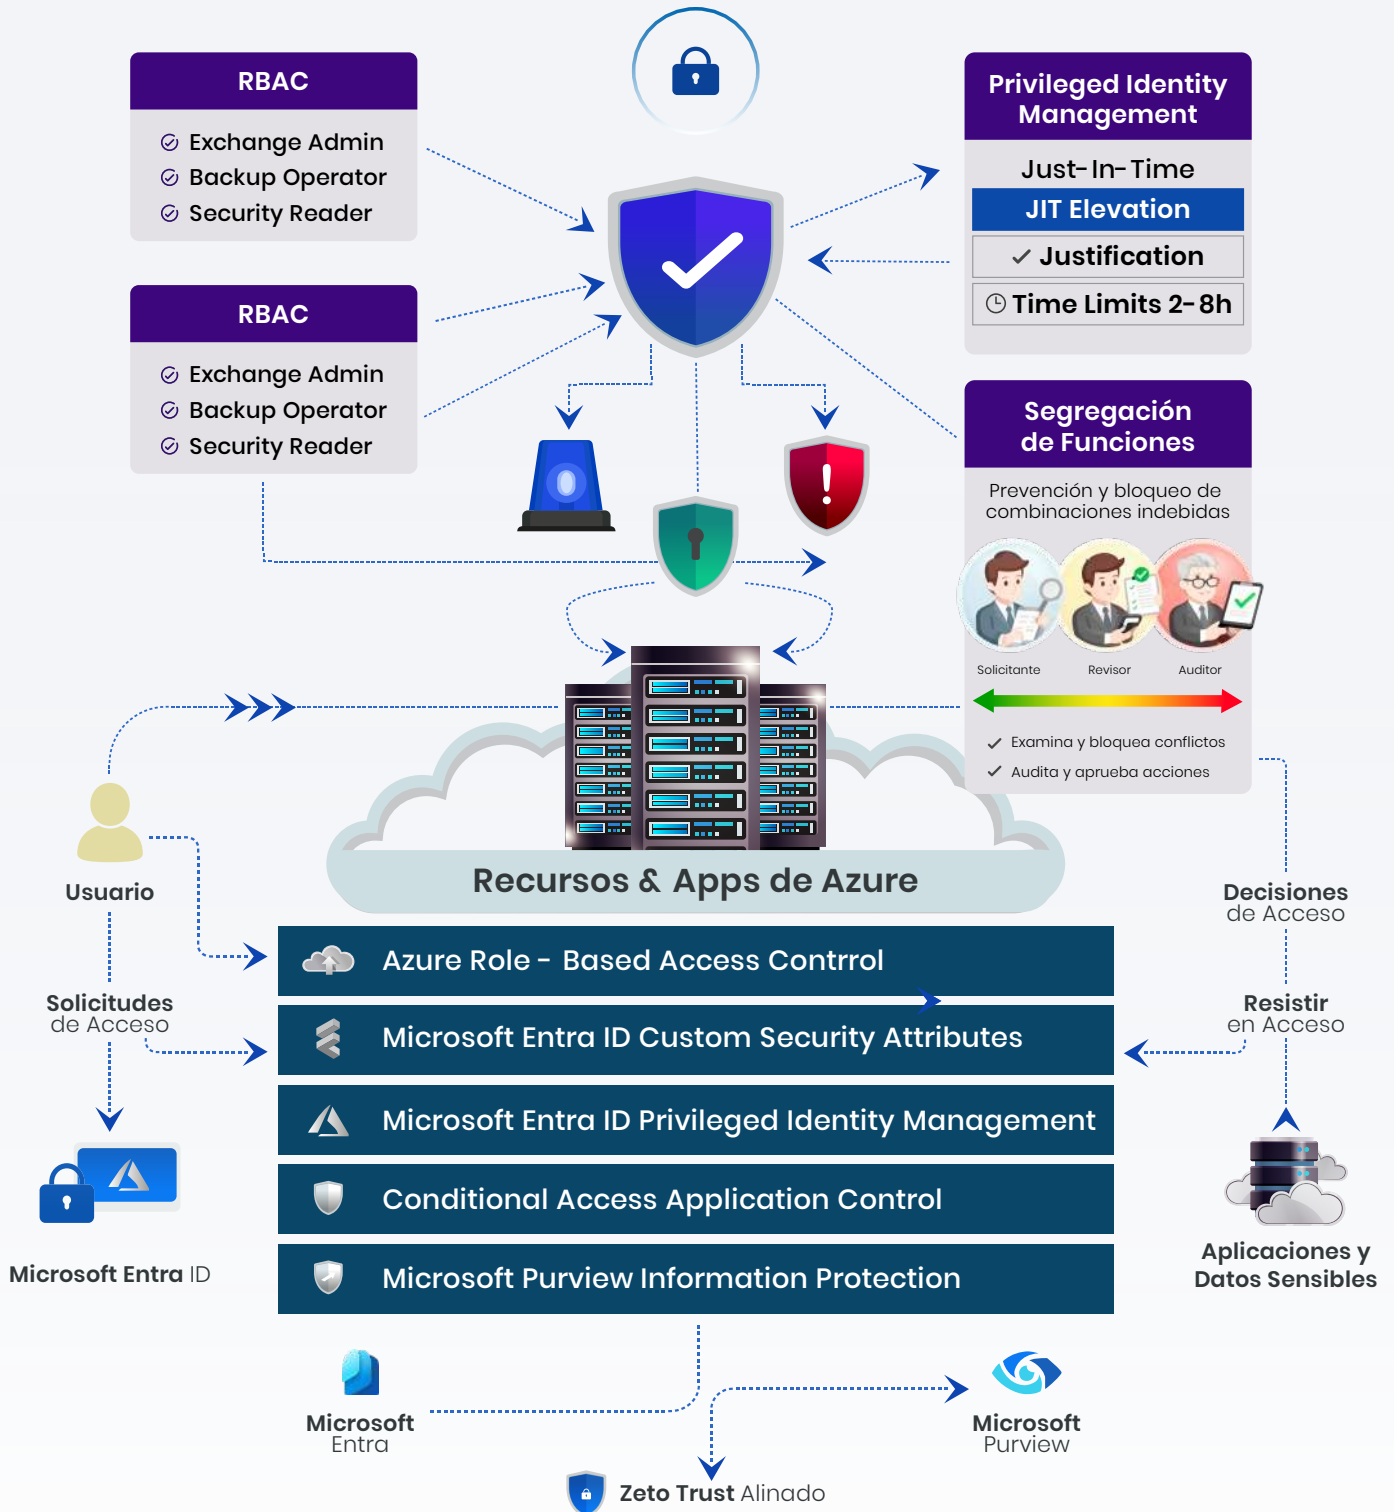 RBAC
Exchange Admin
Backup Operator
Security Reader
RBAC
Exchange Admin
Backup Operator
Security Reader
Privileged Identity
Management
Just-In-Time
JIT Elevation
Justification
Time Limits 2-8h
Segregación
de Funciones
Prevención y bloqueo de
combinaciones indebidas
Solicitante
Revisor
Auditor
Examina y bloquea conflictos
Audita y aprueba acciones
Recursos & Apps de Azure
Usuario
Solicitudes
de Acceso
Microsoft Entra ID
Azure Role - Based Access Contrrol
Microsoft Entra ID Custom Security Attributes
Microsoft Entra ID Privileged Identity Management
Conditional Access Application Control
Microsoft Purview Information Protection
Decisiones
de Acceso
Resistir
en Acceso
Aplicaciones y
Datos Sensibles
Microsoft
Entra
Microsoft
Purview
Zeto Trust Alinado